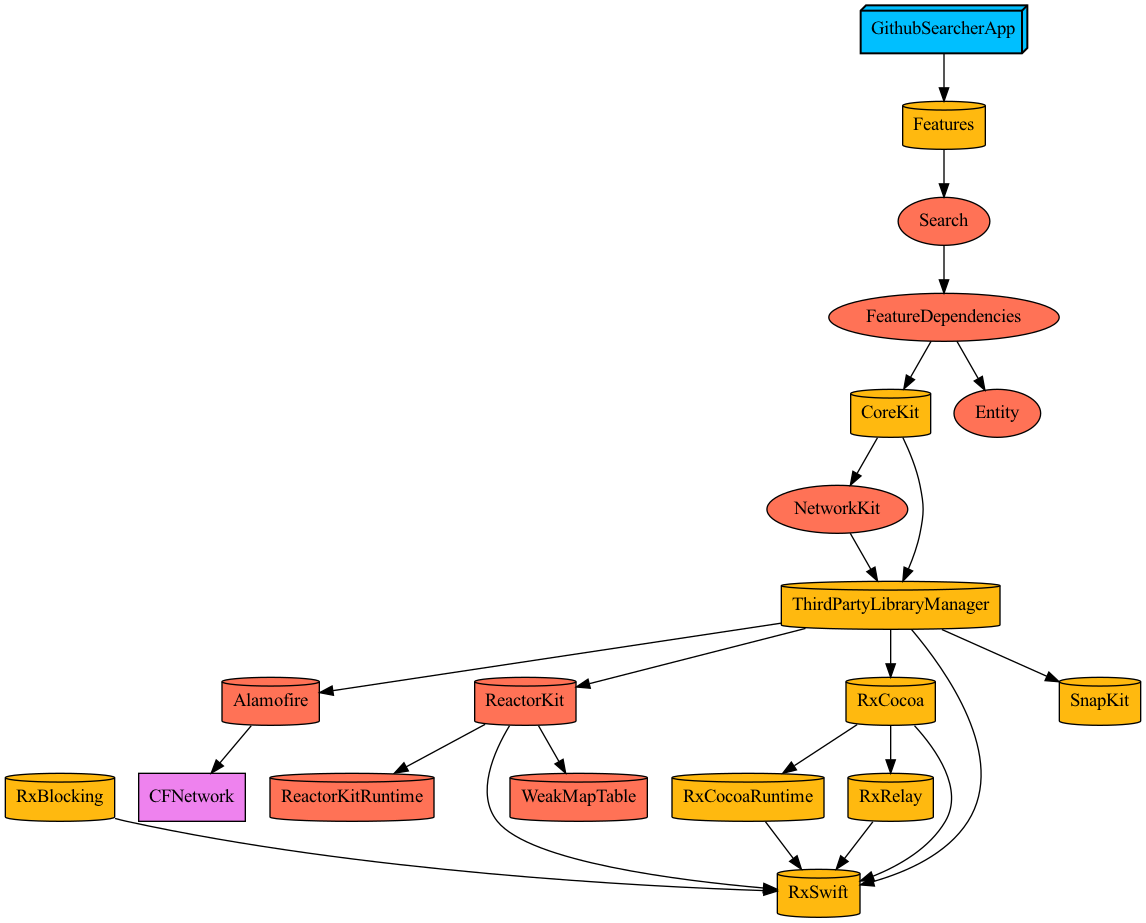 GithubSearcherApp
Features
Search
FeatureDependencies
CoreKit
Entity
NetworkKit
ThirdPartyLibraryManager
Alamofire
ReactorKit
RxCocoa
SnapKit
RxBlocking
CFNetwork
ReactorKitRuntime
WeakMapTable
RxCocoaRuntime
RxRelay
RxSwift